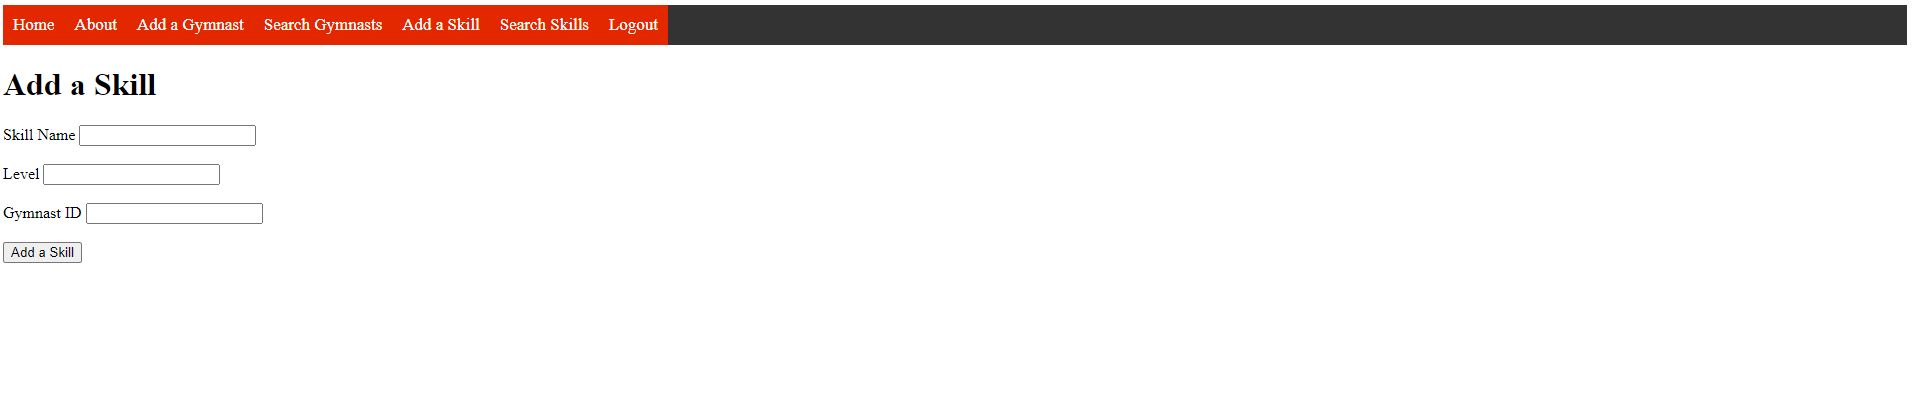 Home About Add a Gymnast Search Gymnasts Add a Skill Search Skills Logout
Add a Skill
Skill Name
Level
Gymnast ID
Add a Skill